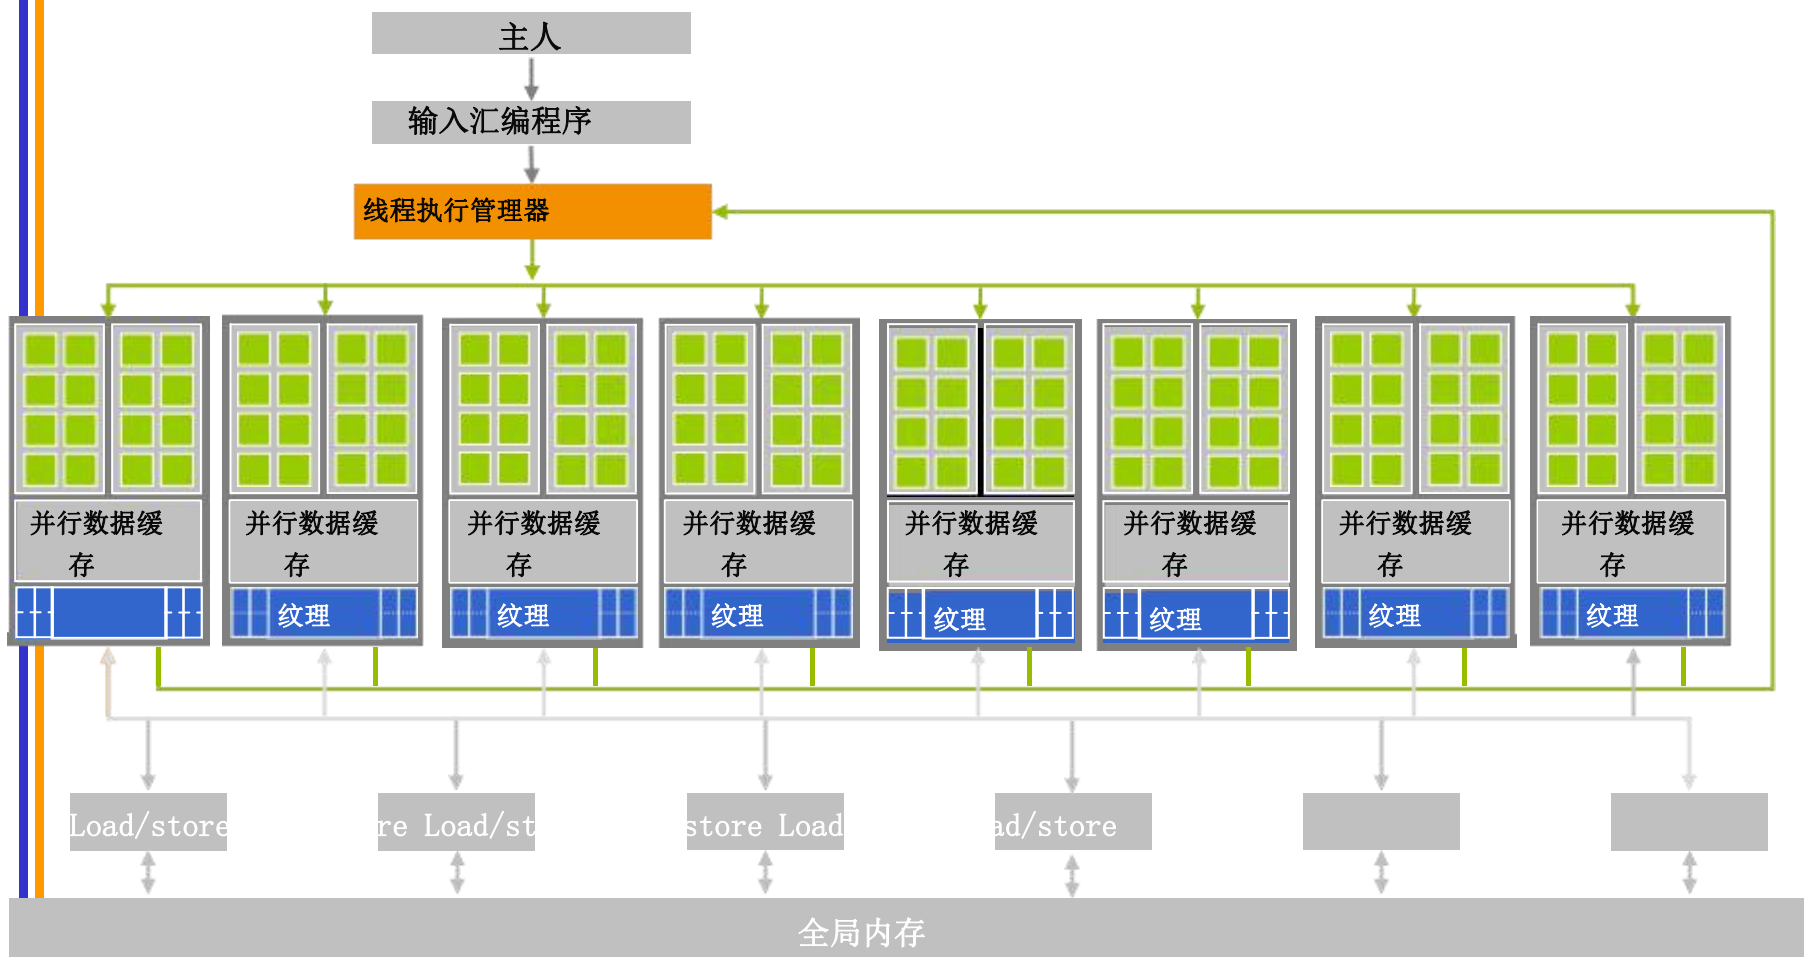 主人
输入汇编程序
线程执行管理器
并行数据缓 并行数据缓 并行数据缓 并行数据缓 并行数据缓 并行数据缓 并行数据缓 并行数据缓
存 存 存 存 存 存 存 存
纹理 纹理 纹理 纹理 纹理 纹理 纹理
Load/store re Load/st store Load ad/store
全局内存